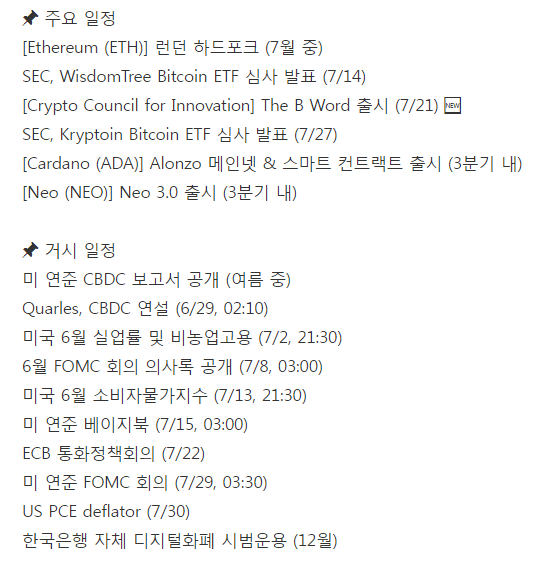 📌 주요 일정
[Ethereum (ETH)] 런던 하드포크 (7월 중)
SEC, WisdomTree Bitcoin ETF 심사 발표 (7/14)
[Crypto Council for Innovation] The B Word 출시 (7/21) 🆕
SEC, Kryptoin Bitcoin ETF 심사 발표 (7/27)
[Cardano (ADA)] Alonzo 메인넷 & 스마트 컨트랙트 출시 (3분기 내)
[Neo (NEO)] Neo 3.0 출시 (3분기 내)
📌 거시 일정
미 연준 CBDC 보고서 공개 (여름 중)
Quarles, CBDC 연설 (6/29, 02:10)
미국 6월 실업률 및 비농업고용 (7/2, 21:30)
6월 FOMC 회의 의사록 공개 (7/8, 03:00)
미국 6월 소비자물가지수 (7/13, 21:30)
미 연준 베이지북 (7/15, 03:00)
ECB 통화정책회의 (7/22)
미 연준 FOMC 회의 (7/29, 03:30)
US PCE deflator (7/30)
한국은행 자체 디지털화폐 시범운용 (12월)